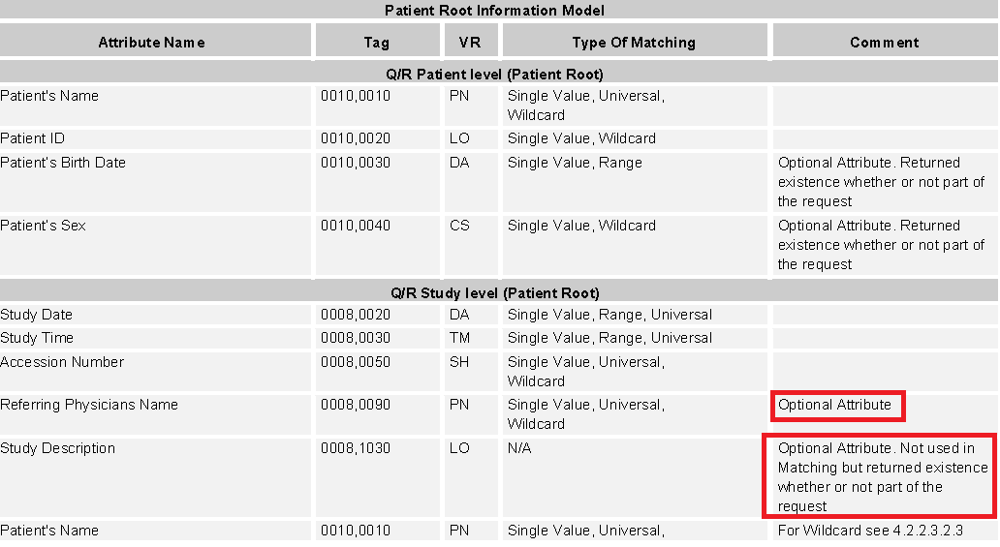 Patient Root Information Model
Attribute Name Tag VR Type Of Matching Comment
Q/R Patient level (Patient Root)
Patient's Name 0010,0010 PN Single Value, Universal,
Wildcard
Patient ID 0010,0020 LO Single Value, Wildcard
Patient's Birth Date 0010,0030 DA Single Value, Range Optional Attribute. Returned
existence whether or not part of
the request
Patient's Sex 0010,0040 CS Single Value, Wildcard Optional Attribute. Returned
existence whether or not part of
the request
Q/R Study level (Patient Root)
Study Date 0008,0020 DA Single Value, Range, Universal
Study Time 0008,0030 TM Single Value, Range, Universal
Accession Number 0008,0050 SH Single Value, Universal,
Wildcard
Referring Physicians Name 0008,0090 PN Single Value, Universal, Optional Attribute
Wildcard
Study Description 0008,1030 LO N/A Optional Attribute. Not used in
Matching but returned existence
whether or not part of the
request
Patient's Name 0010,0010 PN Single Value, Universal, For Wildcard see 4.2.2.3.2.3